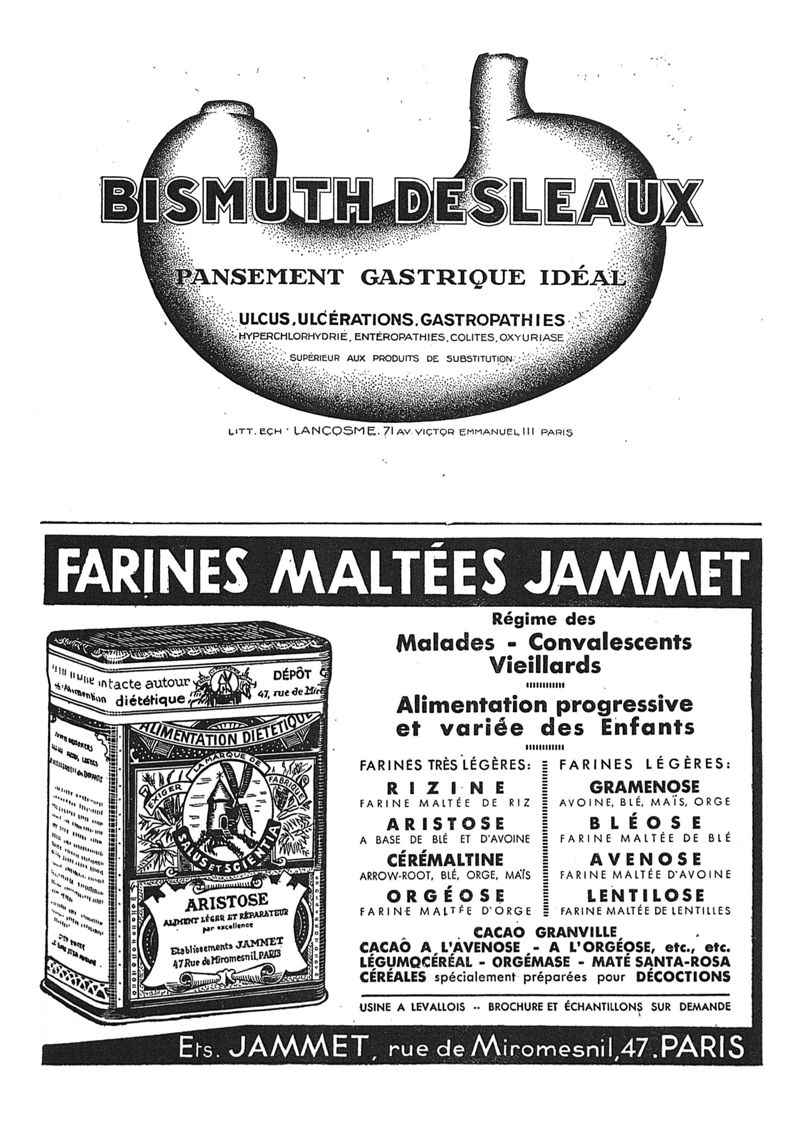 BISMUTH DESLEAUX
PANSEMENT GASTRIQUE IDÉAL
ULCUS, ULCÉRATIONS, GASTROPATHIES
HYPERCHLORHYDRIÉ, ENTÉROPATHIES, COLITES, OXYURIASE
SUPÉRIEUR AUX PRODUITS DE SUBSTITUTION
LITT. ECH · LANCOSME. 71 AV. VICTOR EMMANUEL III PARIS
FARINES MALTÉES JAMMET
Régime des
Malades - Convalescents
Vieillards
Alimentation progressive
et variée des Enfants
FARINES TRÈS LÉGÈRES:
RIZINE
FARINE MALTÉE DE RIZ
ARISTOSE
A BASE DE BLÉ ET D'AVOINE
CÉRÉMALTINE
ARROW-ROOT, BLÉ, ORGE, MAÏS
ORGÉOSE
FARINE MALTÉE D'ORGE
FARINES LÉGÈRES:
GRAMENOSE
AVOINE, BLÉ, MAÏS, ORGE
BLÉOSE
FARINE MALTÉE DE BLÉ
AVENOSE
FARINE MALTÉE D'AVOINE
LENTILOSE
FARINE MALTÉE DE LENTILLES
CACAO GRANVILLE
CACAO A L'AVENOSE - A L'ORGÉOSE, etc., etc.
LÉGUMOCÉRÉAL - ORGÉMASE - MATÉ SANTA-ROSA
CÉRÉALES spécialement préparées pour DÉCOCTIONS
USINE A LEVALLOIS -- BROCHURE ET ÉCHANTILLONS SUR DEMANDE
intacte autour
diététique
DÉPÔT
47, rue de Miro
ALIMENTATION DIÉTÉTIQUE
EXIGER LA MARQUE DE FABRIQUE
SALUS ET SCIENTIA
ARISTOSE
ALIMENT LÉGER ET RÉPARATEUR
par excellence
Etablissements JAMMET
47 Rue de Miromesnil, PARIS
Ets. JAMMET, rue de Miromesnil, 47. PARIS